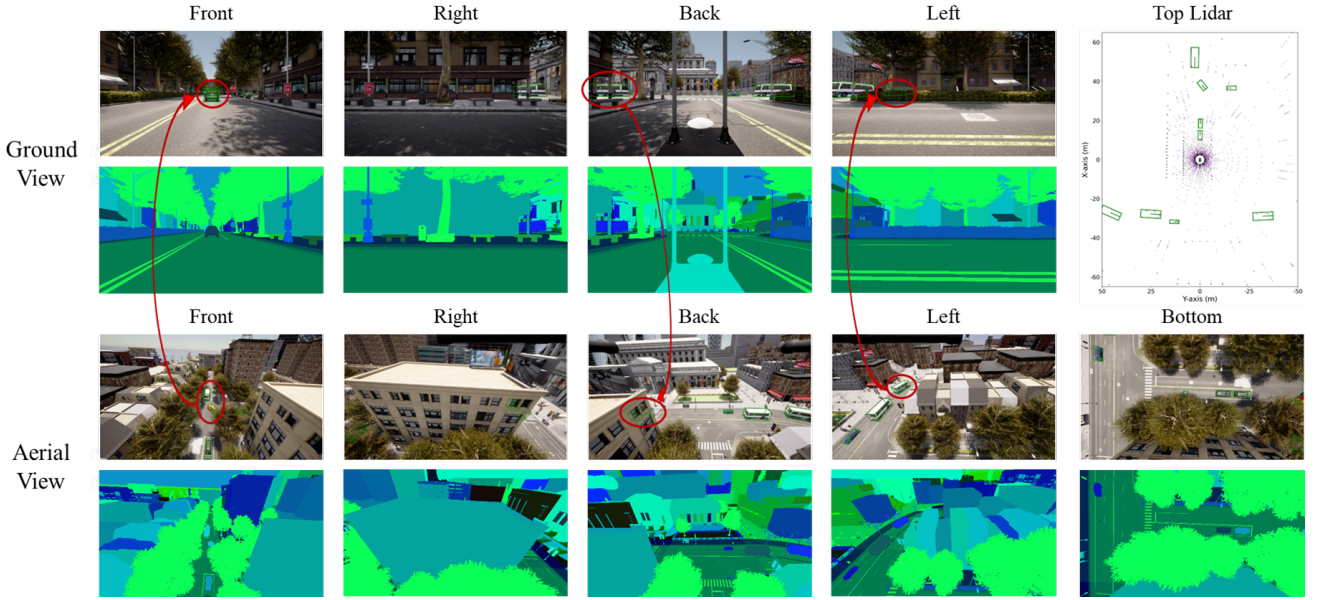 Front
Right
Back
Left
Top Lidar
Ground
View
X-axis (m)
60
40
20
0
-20
-40
-60
50
25
0
-25
-50
Y-axis (m)
Front
Right
Back
Left
Bottom
Aerial
View